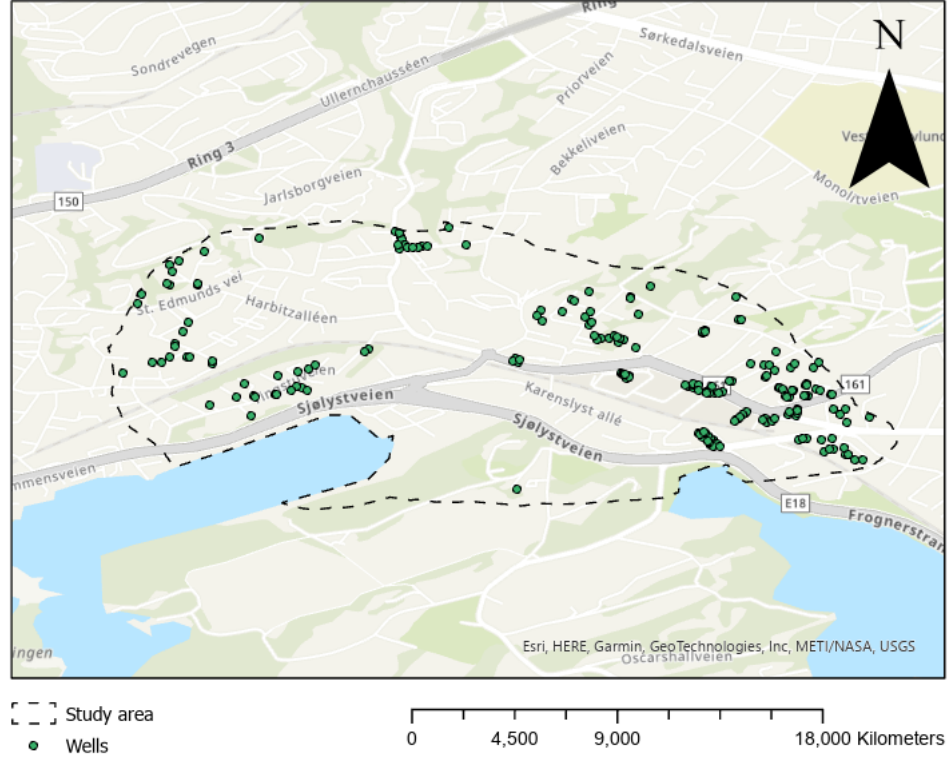 Ring
N
Sørkedalsveien
Sondrevegen
Ullernchausséen
Priorveien
Bekkeliveien
Ring 3
Jarlsborgveien
Monolitveien
150
St. Edmunds vei
Harbitzalléen
161
Karenslyst allé
Sjølystveien
Sjølystveien
mmensveien
E18
Frognerstran
Esri, HERE, Garmin, GeoTechnologies, Inc, METI/NASA, USGS
Oscarshallveien
ingen
Study area
Wells
0 4,500 9,000 18,000 Kilometers